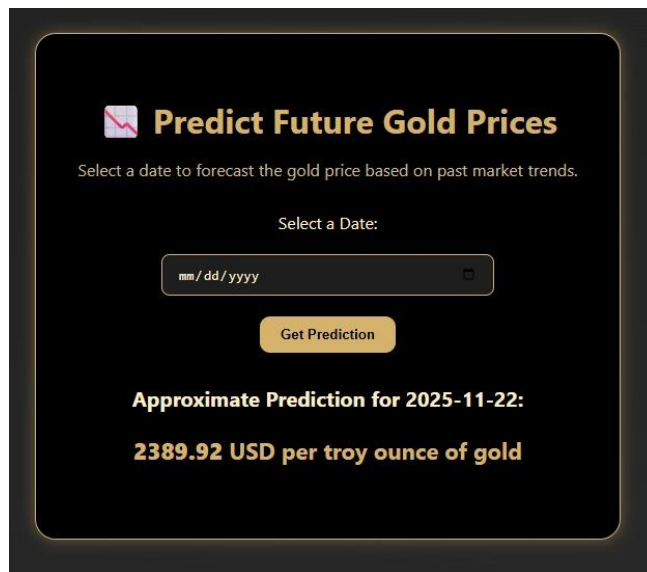 Predict Future Gold Prices
Select a date to forecast the gold price based on past market trends.
Select a Date:
mm/dd/yyyy
Get Prediction
Approximate Prediction for 2025-11-22:
2389.92 USD per troy ounce of gold